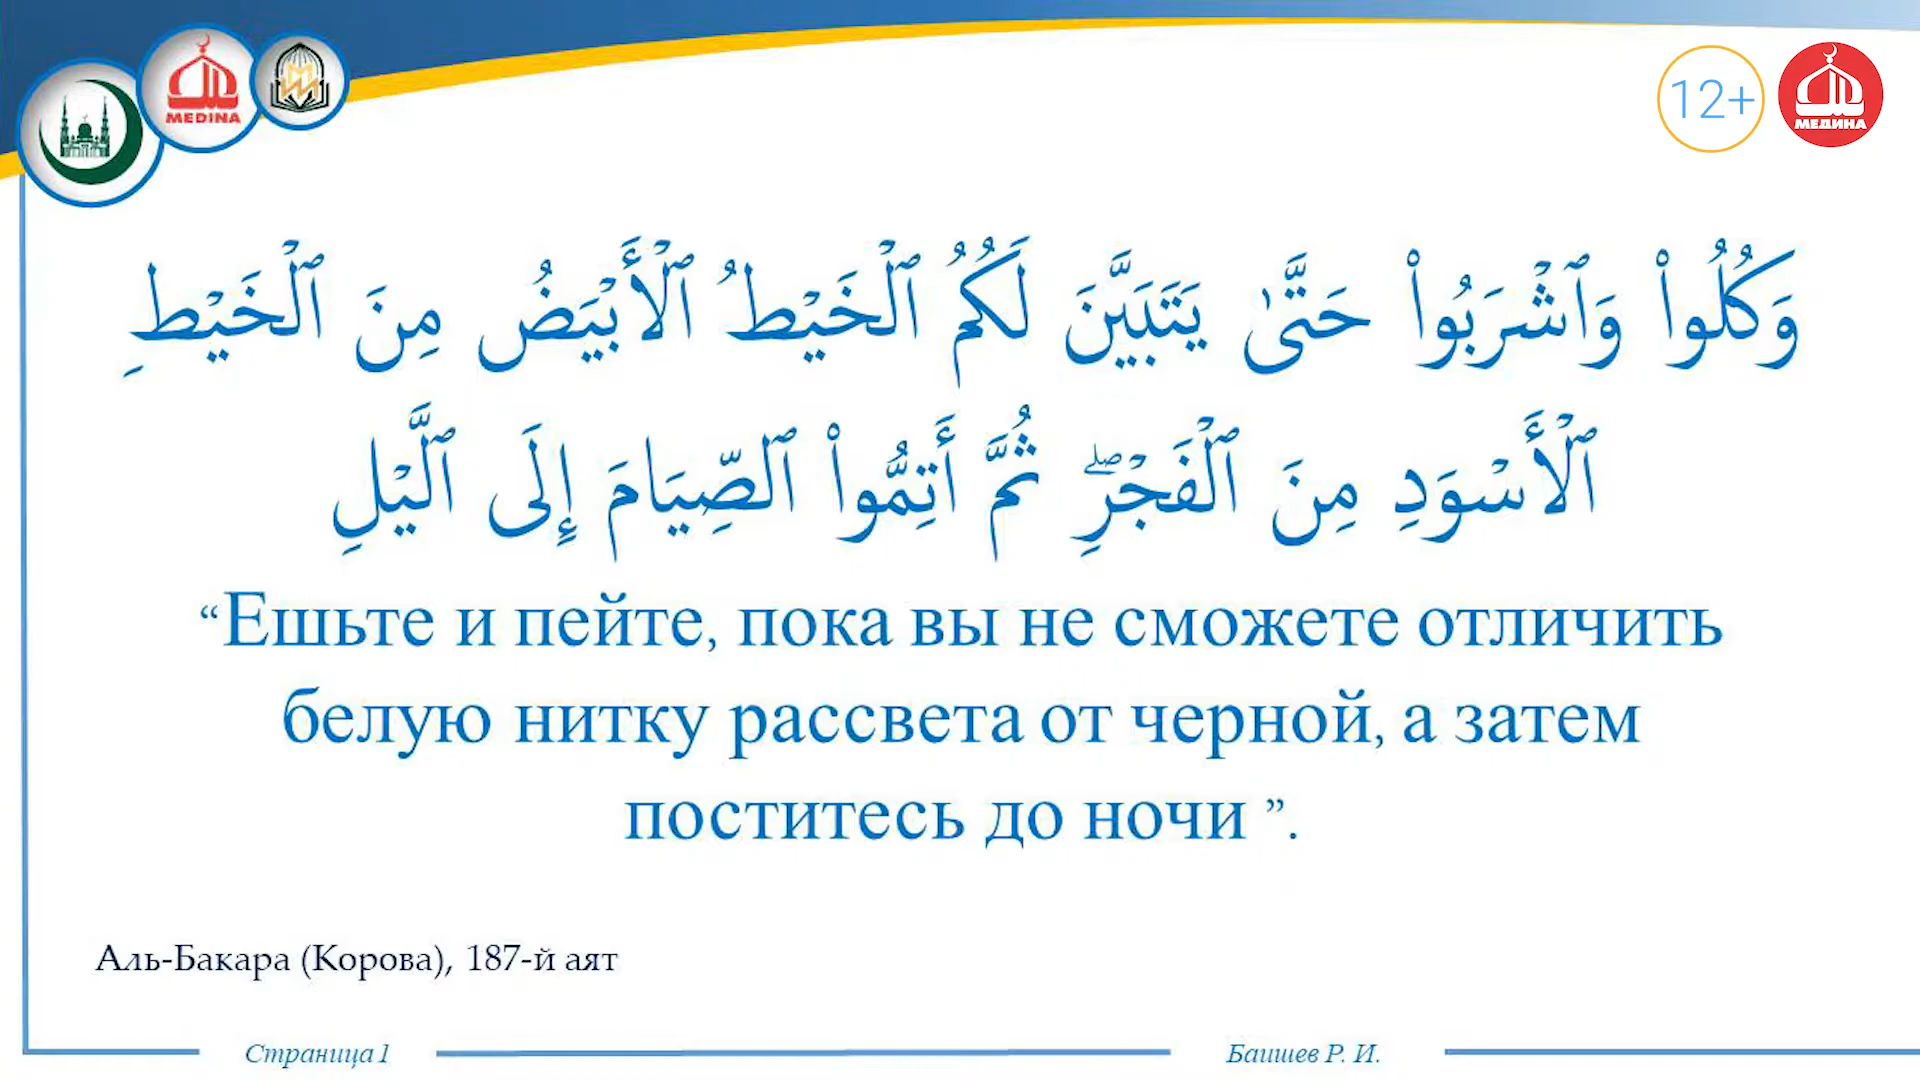 MEDINA
12+
МЕДИНА
وَكُلُوا۟ وَٱشْرَبُوا۟ حَتَّىٰ يَتَبَيَّنَ لَكُمُ ٱلْخَيْطُ ٱلْأَبْيَضُ مِنَ ٱلْخَيْطِ
ٱلْأَسْوَدِ مِنَ ٱلْفَجْرِۖ ثُمَّ أَتِمُّوا۟ ٱلصِّيَامَ إِلَى ٱلَّيْلِ
“Ешьте и пейте, пока вы не сможете отличить
белую нитку рассвета от черной, а затем
поститесь до ночи ”.
Аль-Бакара (Корова), 187-й аят
Страница 1
Баишев Р. И.